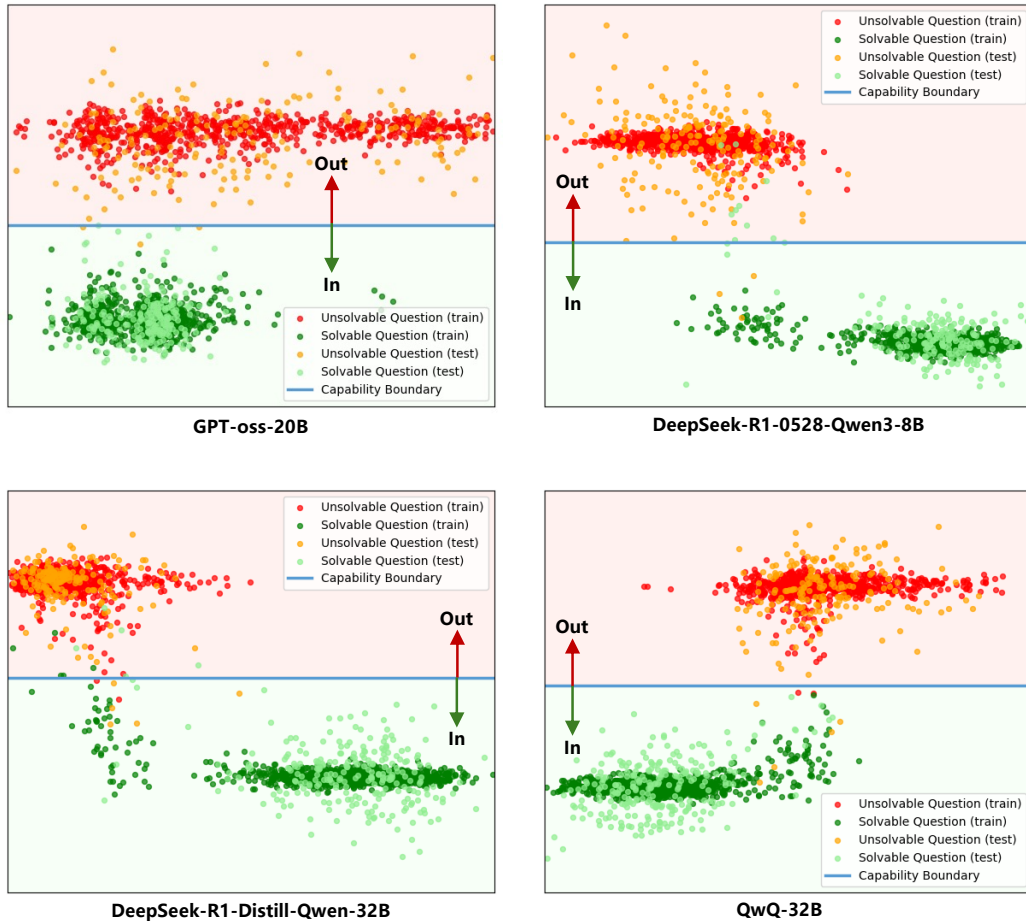 Unsolvable Question (train)
Solvable Question (train)
Unsolvable Question (test)
Solvable Question (test)
Capability Boundary
Out
In
GPT-oss-20B
Unsolvable Question (train)
Solvable Question (train)
Unsolvable Question (test)
Solvable Question (test)
Capability Boundary
Out
In
DeepSeek-R1-0528-Qwen3-8B
Unsolvable Question (train)
Solvable Question (train)
Unsolvable Question (test)
Solvable Question (test)
Capability Boundary
Out
In
DeepSeek-R1-Distill-Qwen-32B
Out
In
Unsolvable Question (train)
Solvable Question (train)
Unsolvable Question (test)
Solvable Question (test)
Capability Boundary
QwQ-32B